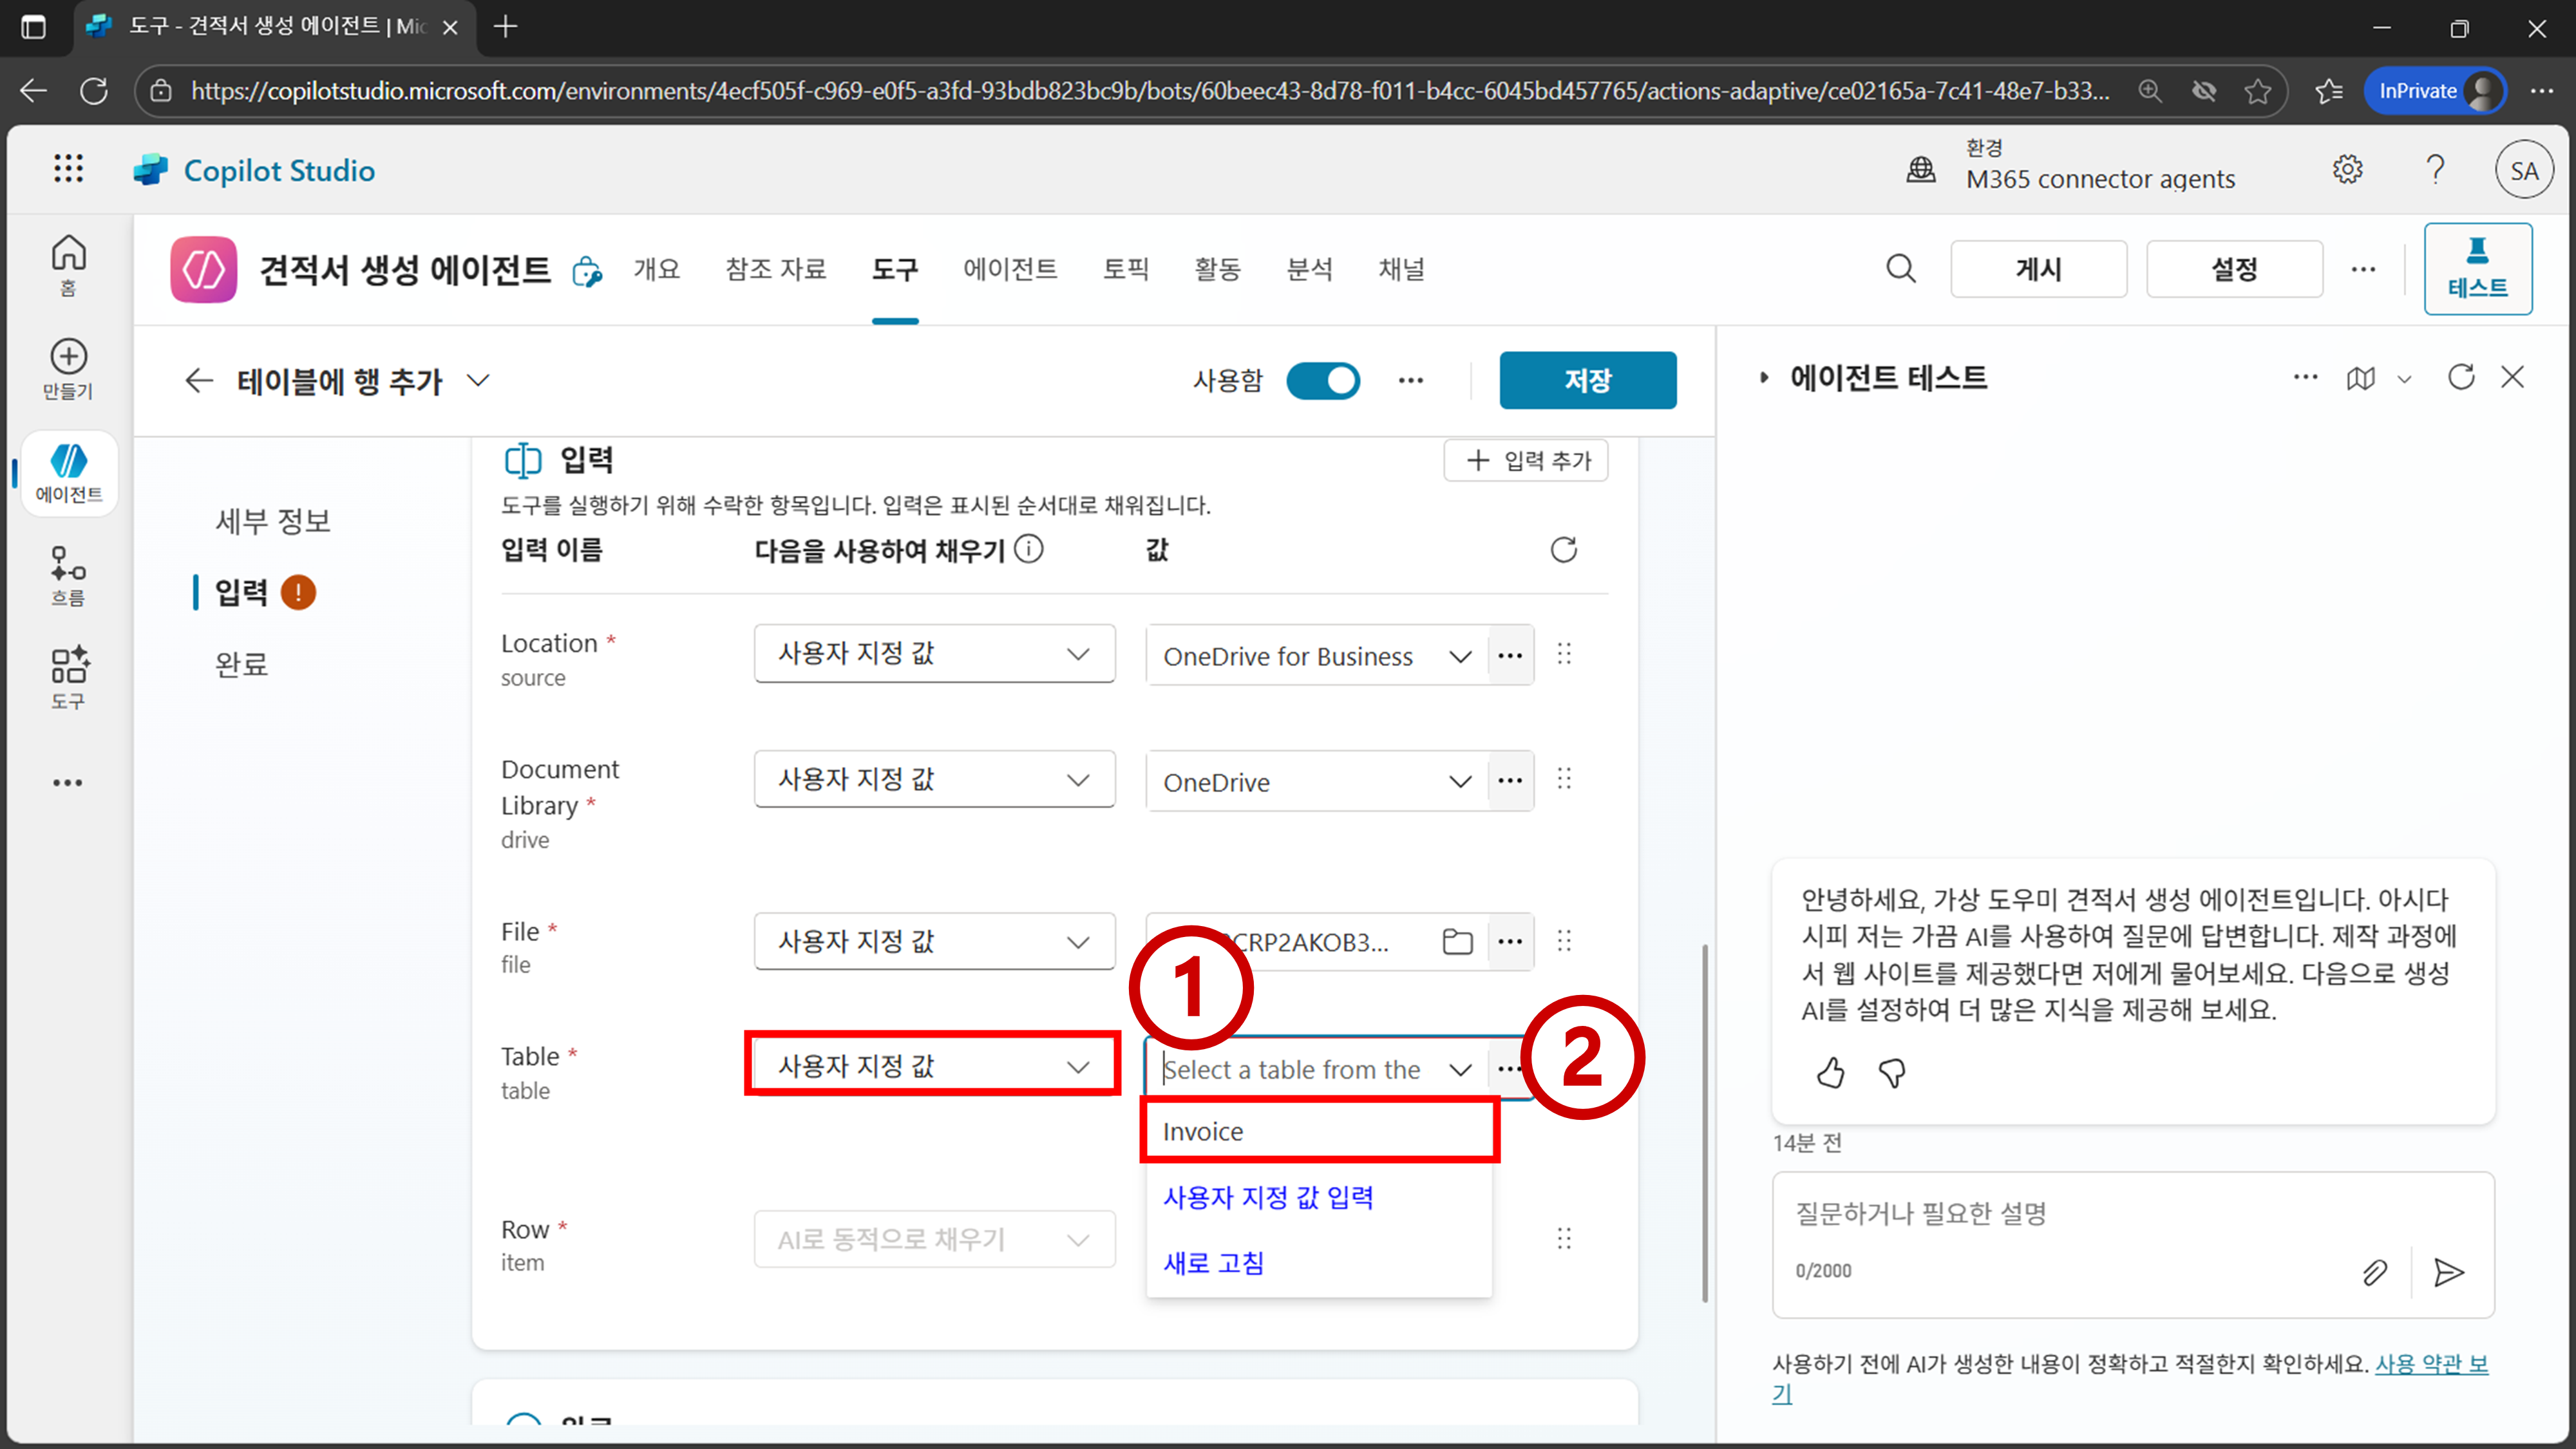 도구 - 견적서 생성 에이전트 | Mic
https://copilotstudio.microsoft.com/environments/4ecf505f-c969-e0f5-a3fd-93bdb823bc9b/bots/60beec43-8d78-f011-b4cc-6045bd457765/actions-adaptive/ce02165a-7c41-48e7-b33...
InPrivate
Copilot Studio
환경
M365 connector agents
SA
홈
만들기
에이전트
흐름
도구
견적서 생성 에이전트
개요
참조 자료
도구
에이전트
토픽
활동
분석
채널
게시
설정
테스트
테이블에 행 추가
사용함
저장
세부 정보
입력
완료
입력
입력 추가
도구를 실행하기 위해 수락한 항목입니다. 입력은 표시된 순서대로 채워집니다.
입력 이름
다음을 사용하여 채우기
값
Location *
source
사용자 지정 값
OneDrive for Business
Document
Library *
drive
사용자 지정 값
OneDrive
File *
file
사용자 지정 값
CRP2AKOB3...
1
Table *
table
사용자 지정 값
Select a table from the
2
Invoice
사용자 지정 값 입력
새로 고침
Row *
item
AI로 동적으로 채우기
에이전트 테스트
안녕하세요, 가상 도우미 견적서 생성 에이전트입니다. 아시다
시피 저는 가끔 AI를 사용하여 질문에 답변합니다. 제작 과정에
서 웹 사이트를 제공했다면 저에게 물어보세요. 다음으로 생성
AI를 설정하여 더 많은 지식을 제공해 보세요.
14분 전
질문하거나 필요한 설명
0/2000
사용하기 전에 AI가 생성한 내용이 정확하고 적절한지 확인하세요. 사용 약관 보
기